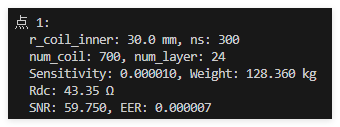 点 1:
r_coil_inner: 30.0 mm, ns: 300
num_coil: 700, num_layer: 24
Sensitivity: 0.000010, Weight: 128.360 kg
Rdc: 43.35 Ω
SNR: 59.750, EER: 0.000007